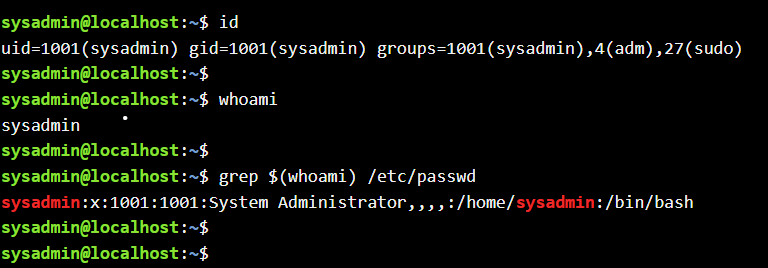 sysadmin@localhost:~$ id
uid=1001(sysadmin) gid=1001(sysadmin) groups=1001(sysadmin),4(adm),27(sudo)
sysadmin@localhost:~$
sysadmin@localhost:~$ whoami
sysadmin
sysadmin@localhost:~$
sysadmin@localhost:~$ grep $(whoami) /etc/passwd
sysadmin:x:1001:1001:System Administrator,,,,:/home/sysadmin:/bin/bash
sysadmin@localhost:~$
sysadmin@localhost:~$